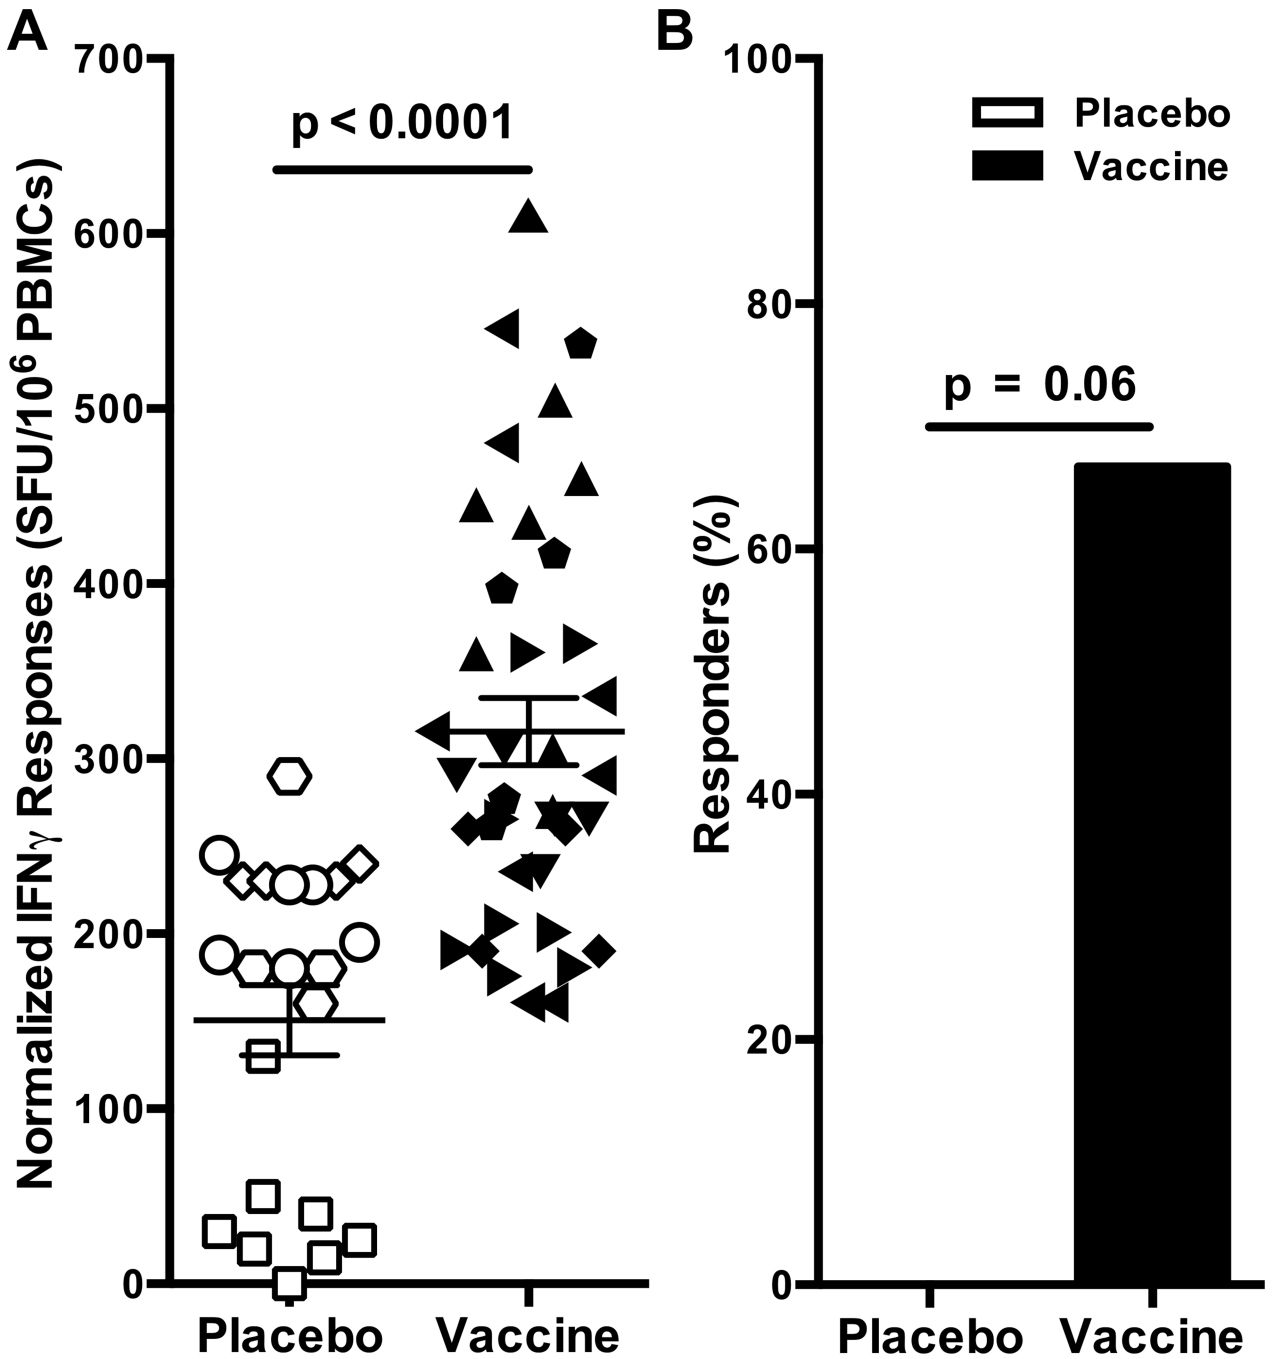 A
700
600
500
400
300
200
100
0
Normalized IFNγ Responses (SFU/10⁶ PBMCs)
p < 0.0001
Placebo
Vaccine
B
100
80
60
40
20
0
Responders (%)
Placebo
Vaccine
p = 0.06
Placebo
Vaccine